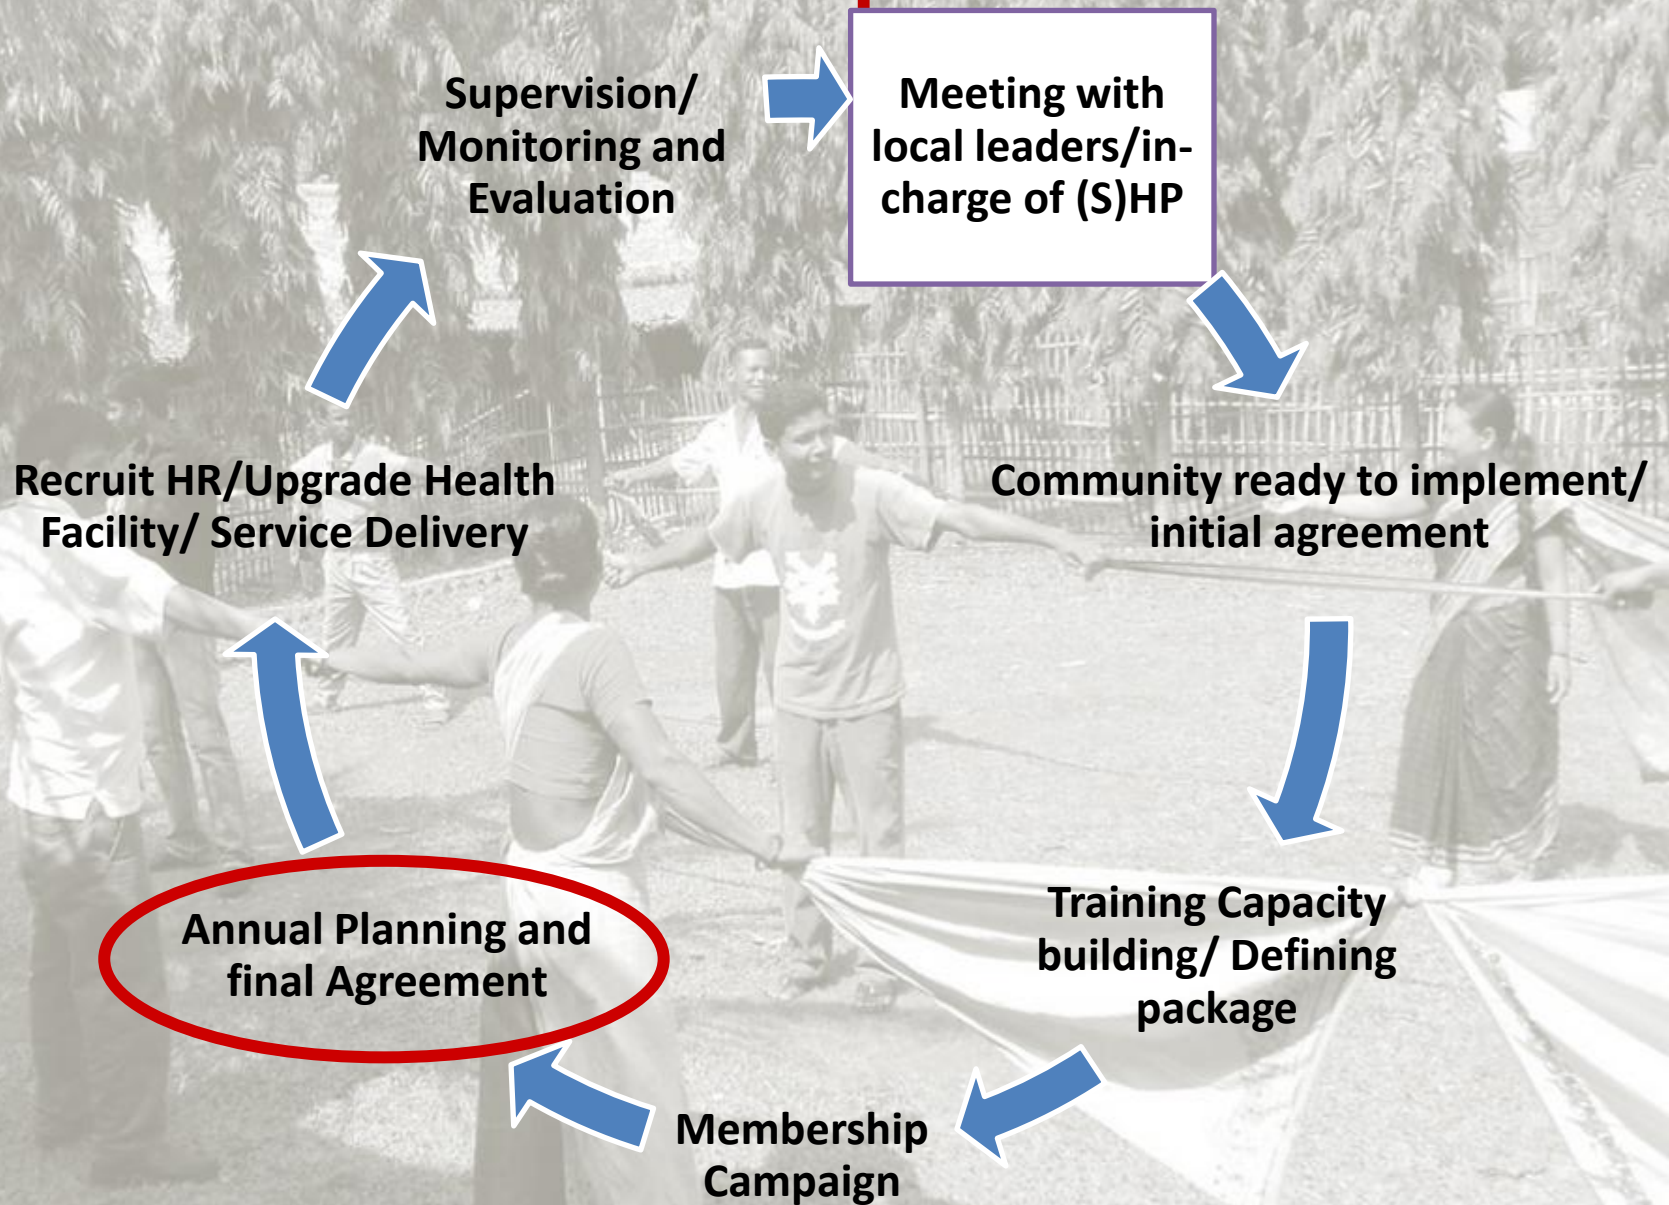 Supervision/
Monitoring and
Evaluation
Meeting with
local leaders/in-
charge of (S)HP
Community ready to implement/
initial agreement
Training Capacity
building/ Defining
package
Membership
Campaign
Annual Planning and
final Agreement
Recruit HR/Upgrade Health
Facility/ Service Delivery